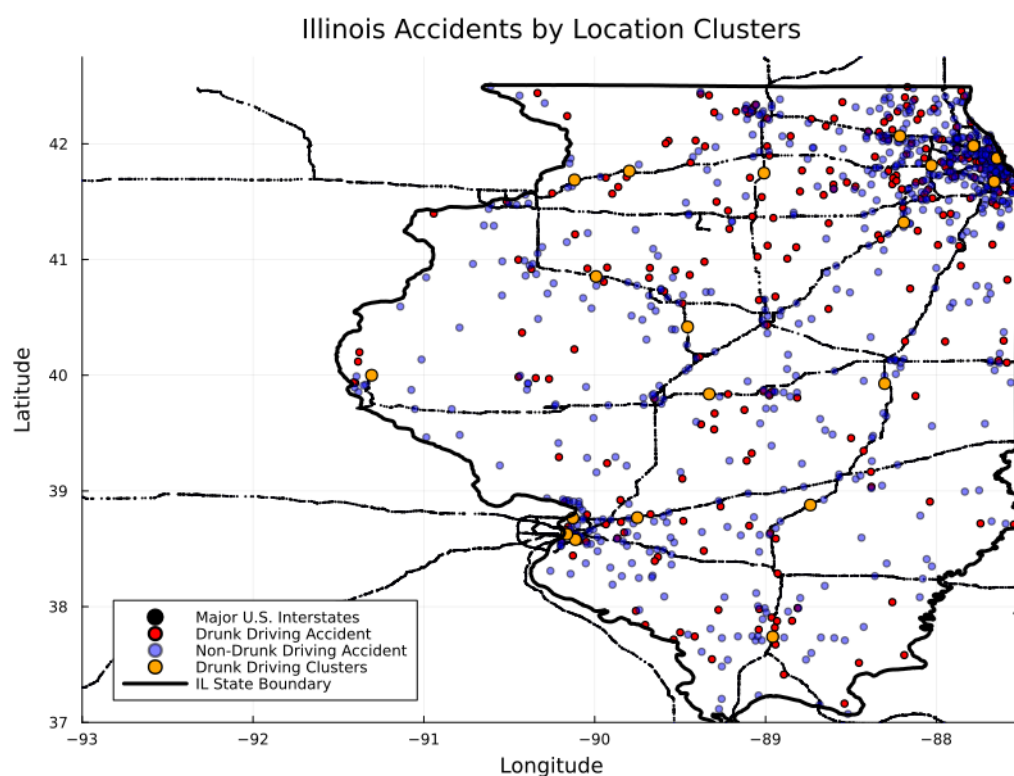 Illinois Accidents by Location Clusters
Latitude
42
41
40
39
38
37
Major U.S. Interstates
Drunk Driving Accident
Non-Drunk Driving Accident
Drunk Driving Clusters
IL State Boundary
−93 −92 −91 −90 −89 −88
Longitude